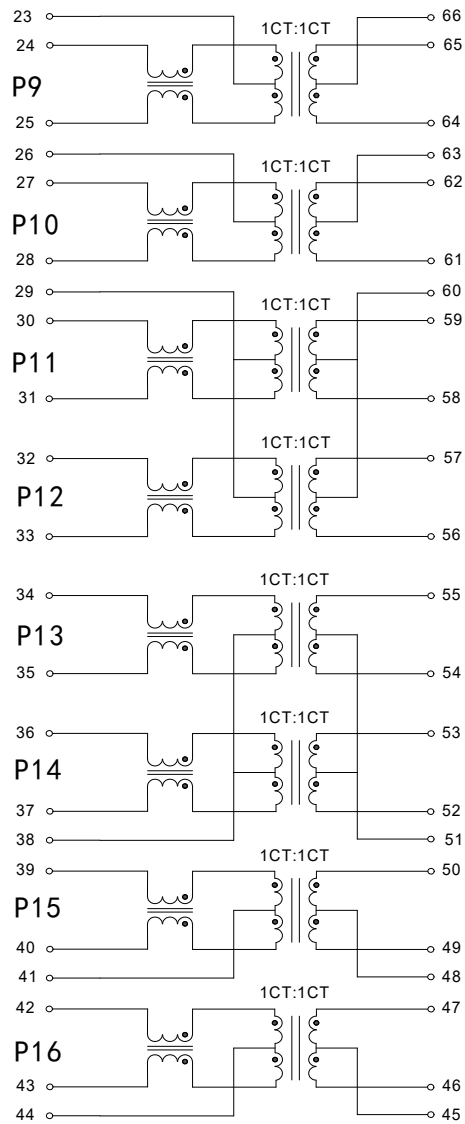 23 66
1CT:1CT
24 65
P9
25 64
26 63
1CT:1CT
27 62
P10
28 61
29 60
1CT:1CT
30 59
P11
31 58
1CT:1CT
32 57
P12
33 56
1CT:1CT
34 55
P13
35 54
1CT:1CT
36 53
P14
37 52
38 51
1CT:1CT
39 50
P15
40 49
41 48
1CT:1CT
42 47
P16
43 46
44 45